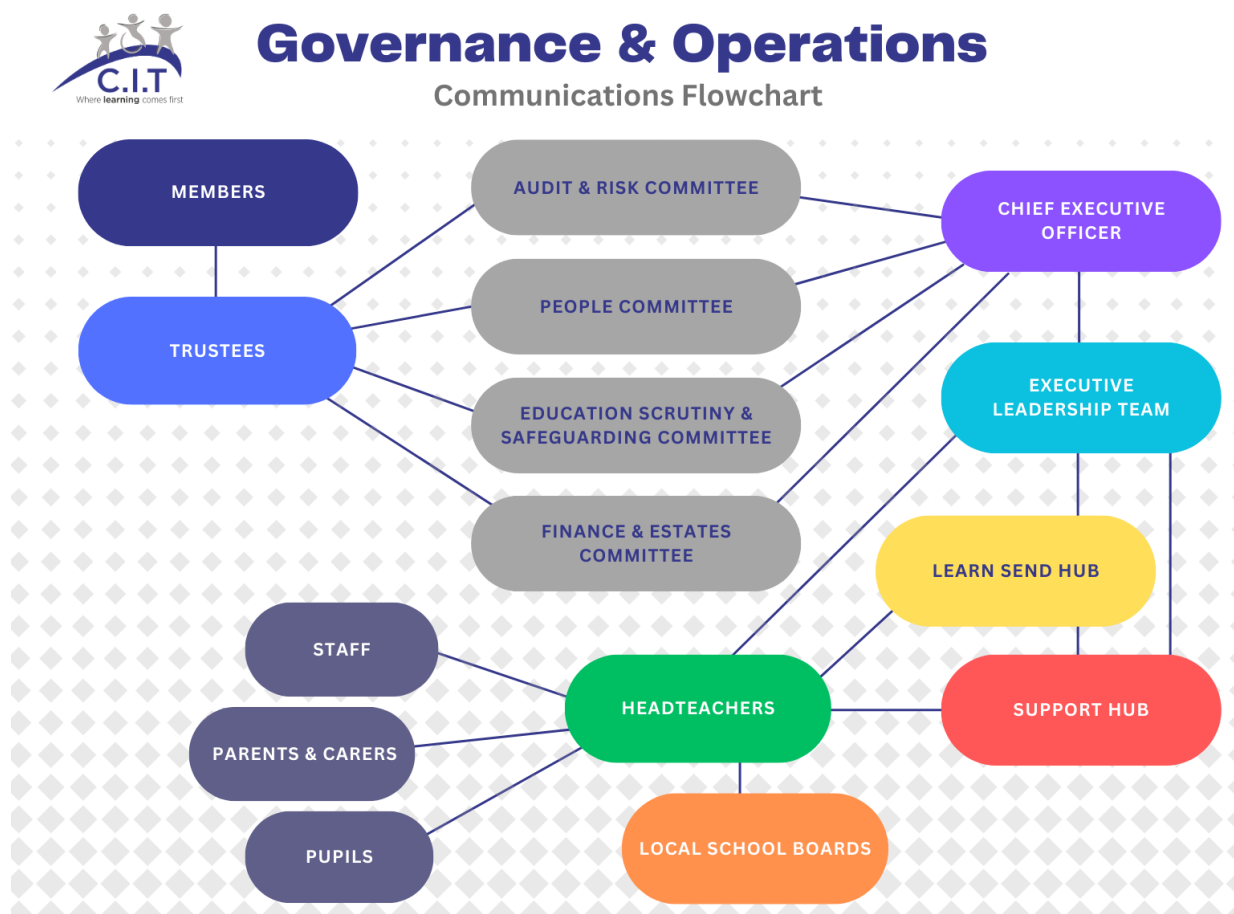 C.I.T
Where learning comes first
Governance & Operations
Communications Flowchart
MEMBERS
TRUSTEES
AUDIT & RISK COMMITTEE
PEOPLE COMMITTEE
EDUCATION SCRUTINY &
SAFEGUARDING COMMITTEE
FINANCE & ESTATES
COMMITTEE
CHIEF EXECUTIVE
OFFICER
EXECUTIVE
LEADERSHIP TEAM
LEARN SEND HUB
SUPPORT HUB
HEADTEACHERS
STAFF
PARENTS & CARERS
PUPILS
LOCAL SCHOOL BOARDS